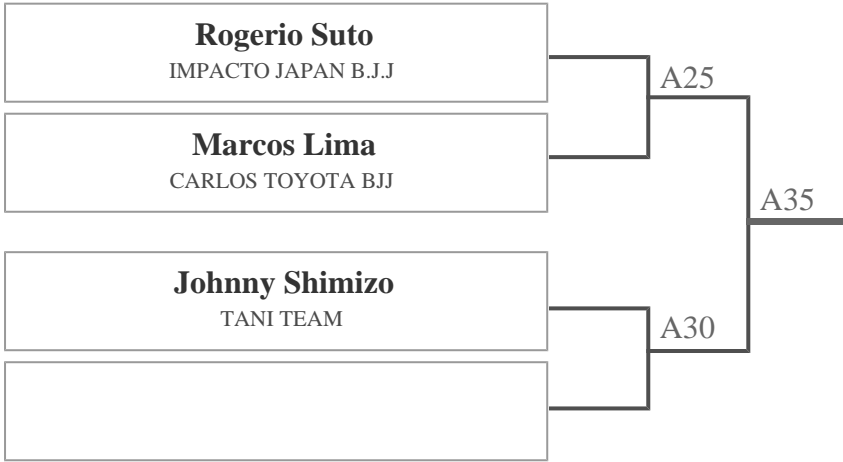 Rogerio Suto
IMPACTO JAPAN B.J.J
A25
Marcos Lima
CARLOS TOYOTA BJJ
A35
Johnny Shimizo
TANI TEAM
A30